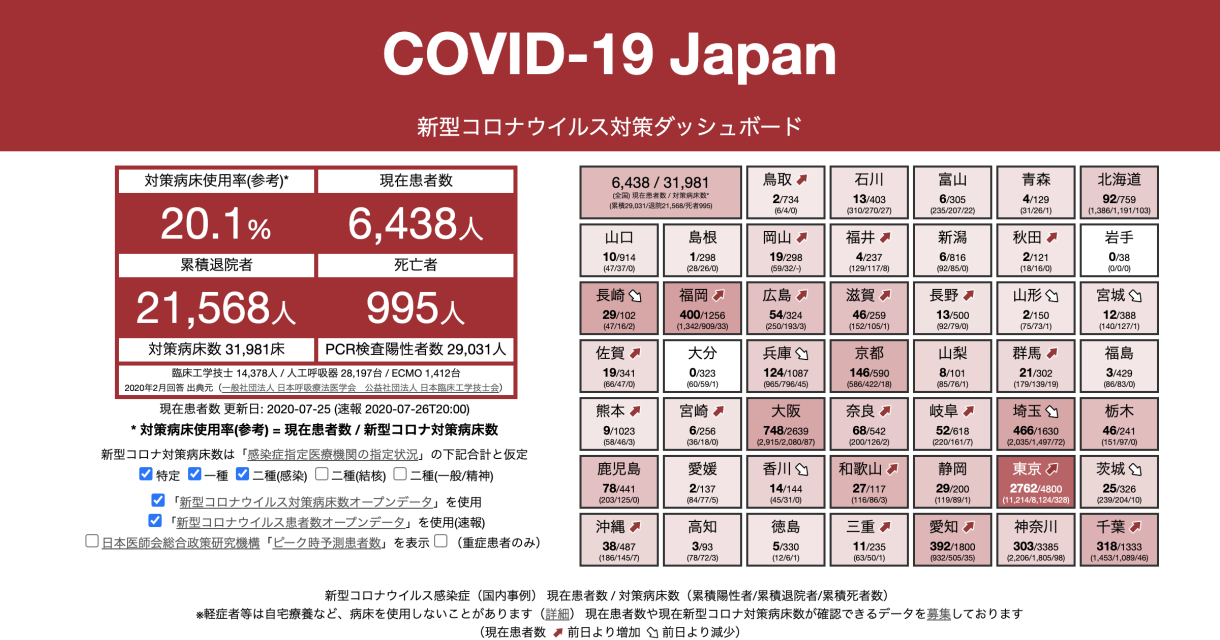 COVID-19 Japan
新型コロナウイルス対策ダッシュボード
対策病床使用率(参考)*
現在患者数
20.1%
6,438人
累積退院者
死亡者
21,568人
995人
対策病床数 31,981床
PCR検査陽性者数 29,031人
臨床工学技士 14,378人 / 人工呼吸器 28,197台 / ECMO 1,412台
2020年2月回答 出典元（一般社団法人 日本呼吸療法医学会　公益社団法人 日本臨床工学技士会）
現在患者数 更新日: 2020-07-25 (速報 2020-07-26T20:00)
* 対策病床使用率(参考) = 現在患者数 / 新型コロナ対策病床数
新型コロナ対策病床数は「感染症指定医療機関の指定状況」の下記合計と仮定
特定 一種 二種(感染) 二種(結核) 二種(一般/精神)
「新型コロナウイルス対策病床数オープンデータ」を使用
「新型コロナウイルス患者数オープンデータ」を使用(速報)
日本医師会総合政策研究機構「ピーク時予測患者数」を表示 （重症患者のみ）
6,438 / 31,981
(全国) 現在患者数 / 対策病床数*
(累積29,031/退院21,568/死者995)
鳥取
2/734
(6/4/0)
石川
13/403
(310/270/27)
富山
6/305
(235/207/22)
青森
4/129
(31/26/1)
北海道
92/759
(1,386/1,191/103)
山口
10/914
(47/37/0)
島根
1/298
(28/26/0)
岡山
19/298
(59/32/-)
福井
4/237
(129/117/8)
新潟
6/816
(92/85/0)
秋田
2/121
(18/16/0)
岩手
0/38
(0/0/0)
長崎
29/102
(47/16/2)
福岡
400/1256
(1,342/909/33)
広島
54/324
(250/193/3)
滋賀
46/259
(152/105/1)
長野
13/500
(92/79/0)
山形
2/150
(75/73/1)
宮城
12/388
(140/127/1)
佐賀
19/341
(66/47/0)
大分
0/323
(60/59/1)
兵庫
124/1087
(965/796/45)
京都
146/590
(586/422/18)
山梨
8/101
(85/76/1)
群馬
21/302
(179/139/19)
福島
3/429
(86/83/0)
熊本
9/1023
(58/46/3)
宮崎
6/256
(36/18/0)
大阪
748/2639
(2,915/2,080/87)
奈良
68/542
(200/126/2)
岐阜
52/618
(220/161/7)
埼玉
466/1630
(2,035/1,497/72)
栃木
46/241
(151/97/0)
鹿児島
78/441
(203/125/0)
愛媛
2/137
(84/77/5)
香川
14/144
(45/31/0)
和歌山
27/117
(116/86/3)
静岡
29/200
(119/89/1)
東京
2762/4800
(11,214/8,124/328)
茨城
25/326
(239/204/10)
沖縄
38/487
(186/145/7)
高知
3/93
(78/72/3)
徳島
5/330
(12/6/1)
三重
11/235
(63/50/1)
愛知
392/1800
(932/505/35)
神奈川
303/3385
(2,206/1,805/98)
千葉
318/1333
(1,453/1,089/46)
新型コロナウイルス感染症（国内事例） 現在患者数 / 対策病床数（累積陽性者/累積退院者/累積死者数）
※軽症者等は自宅療養など、病床を使用しないことがあります（詳細） 現在患者数や現在新型コロナ対策病床数が確認できるデータを募集しております
（現在患者数 前日より増加 前日より減少）